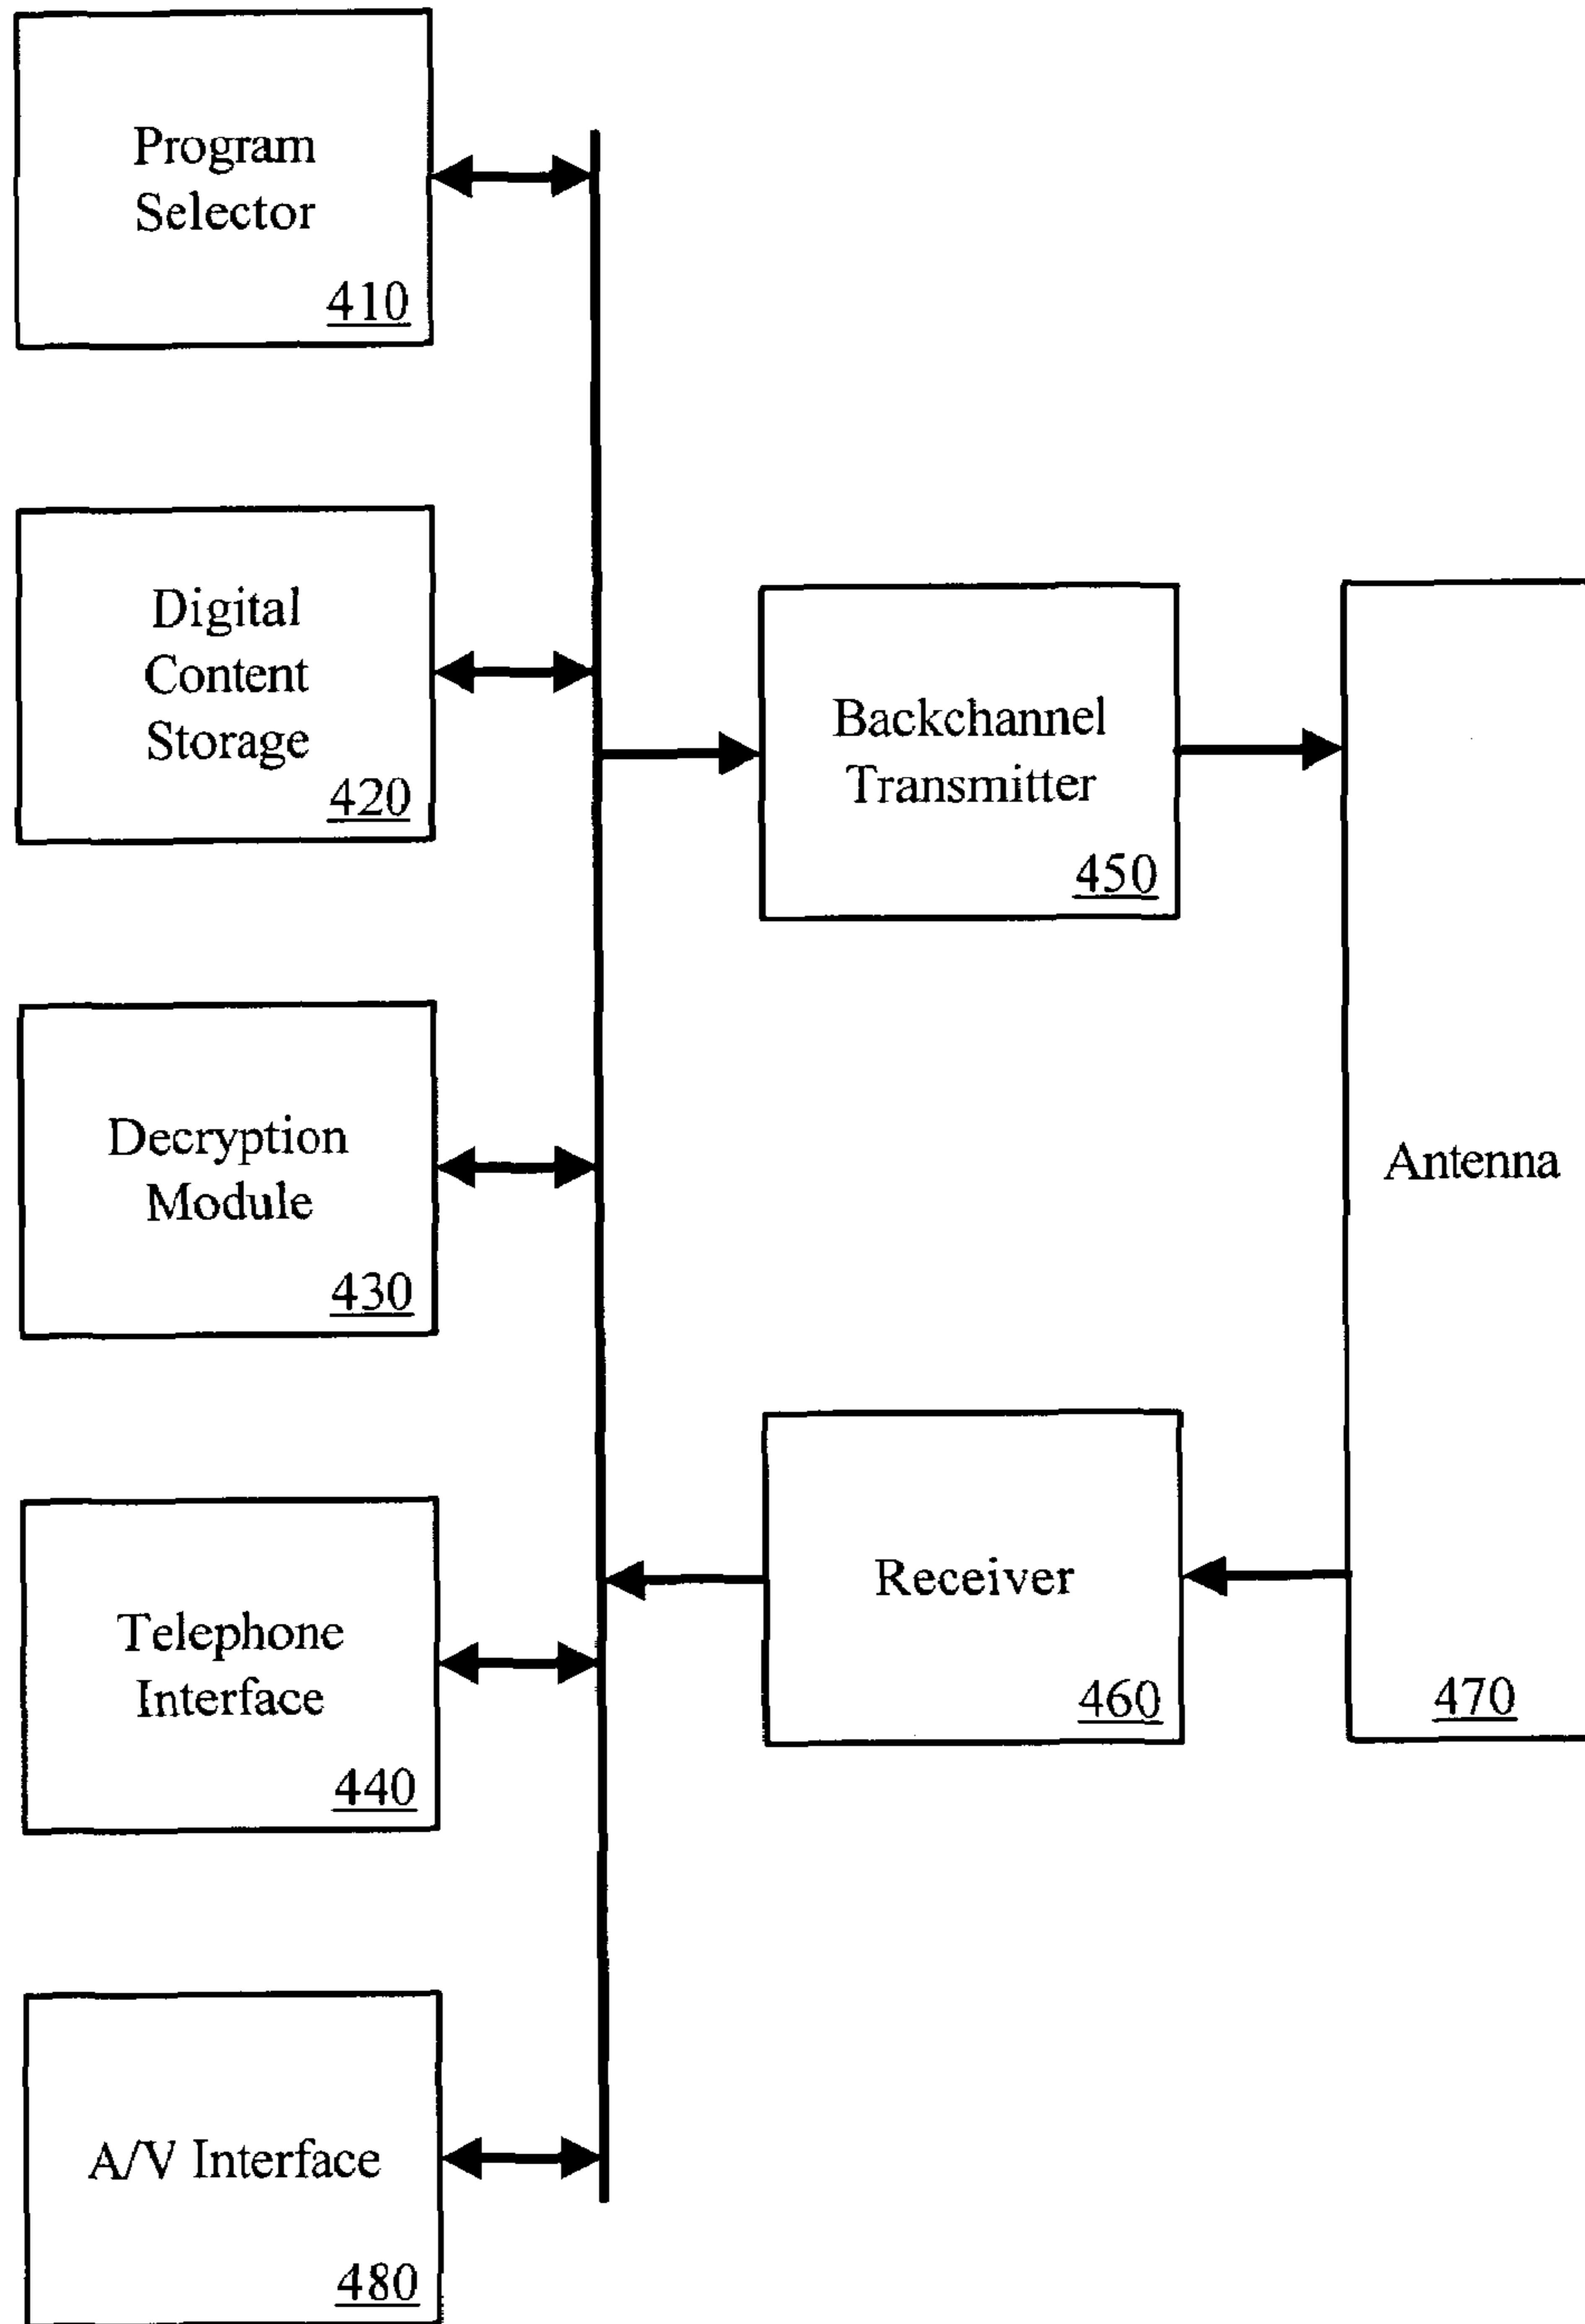 Program
Selector
410
Digital
Content
Storage
420
Backchannel
Transmitter
450
Decryption
Module
430
Antenna
470
Receiver
460
Telephone
Interface
440
A/V Interface
480